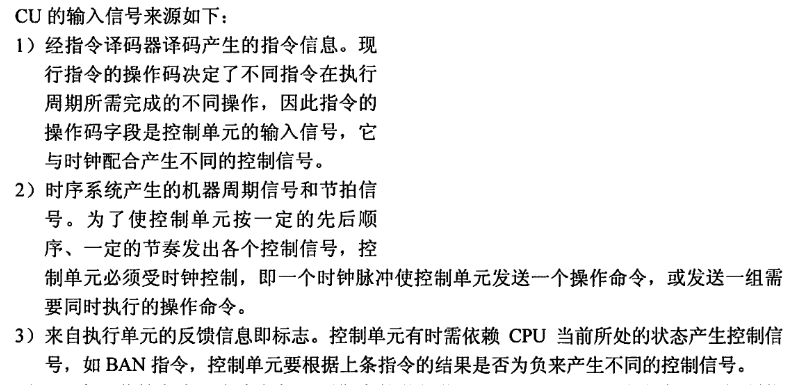 CU 的输入信号来源如下：
1）经指令译码器译码产生的指令信息。现
行指令的操作码决定了不同指令在执行
周期所需完成的不同操作，因此指令的
操作码字段是控制单元的输入信号，它
与时钟配合产生不同的控制信号。
2）时序系统产生的机器周期信号和节拍信
号。为了使控制单元按一定的先后顺
序、一定的节奏发出各个控制信号，控
制单元必须受时钟控制，即一个时钟脉冲使控制单元发送一个操作命令，或发送一组需
要同时执行的操作命令。
3）来自执行单元的反馈信息即标志。控制单元有时需依赖 CPU 当前所处的状态产生控制信
号，如 BAN 指令，控制单元要根据上条指令的结果是否为负来产生不同的控制信号。